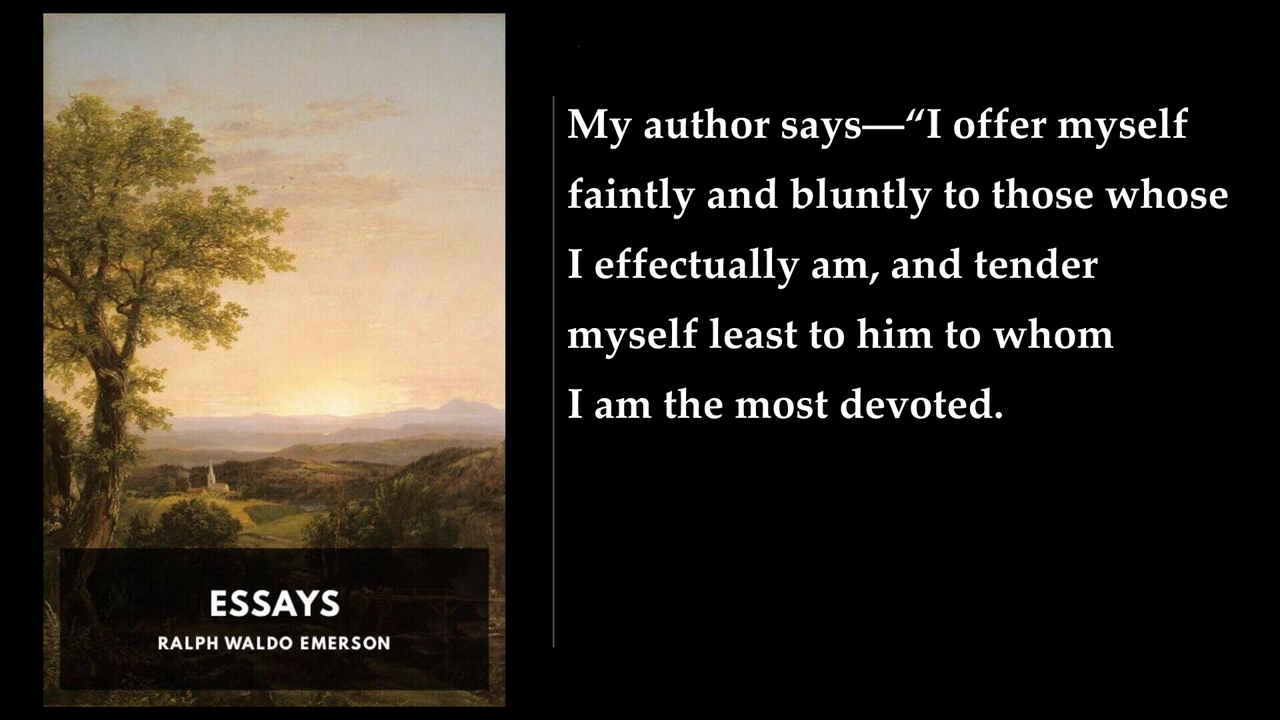 ESSAYS
RALPH WALDO EMERSON
My author says—“I offer myself
faintly and bluntly to those whose
I effectually am, and tender
myself least to him to whom
I am the most devoted.